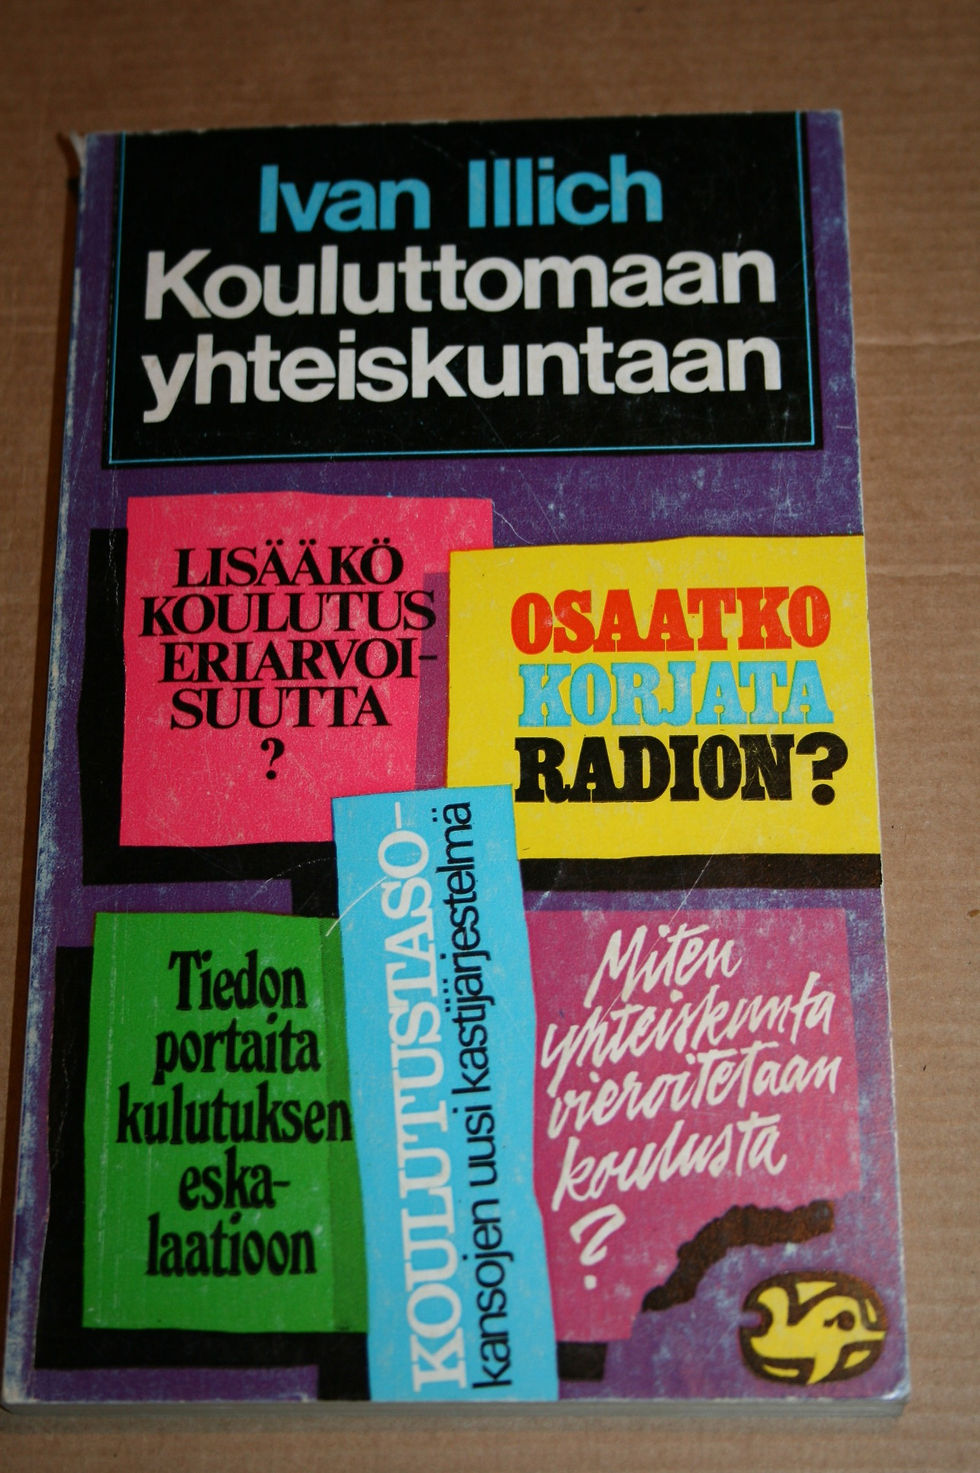 Ivan Illich
Kouluttomaan
yhteiskuntaan
LISÄÄKÖ
KOULUTUS
ERIARVOI-
SUUTTA
?
OSAATKO
KORJATA
RADION?
Tiedon
portaita
kulutuksen
eska-
laatioon
KOULUTUSTASO-
kansojen uusi kastijärjestelmä
Miten
yhteiskunta
vieroitetaan
koulusta
?